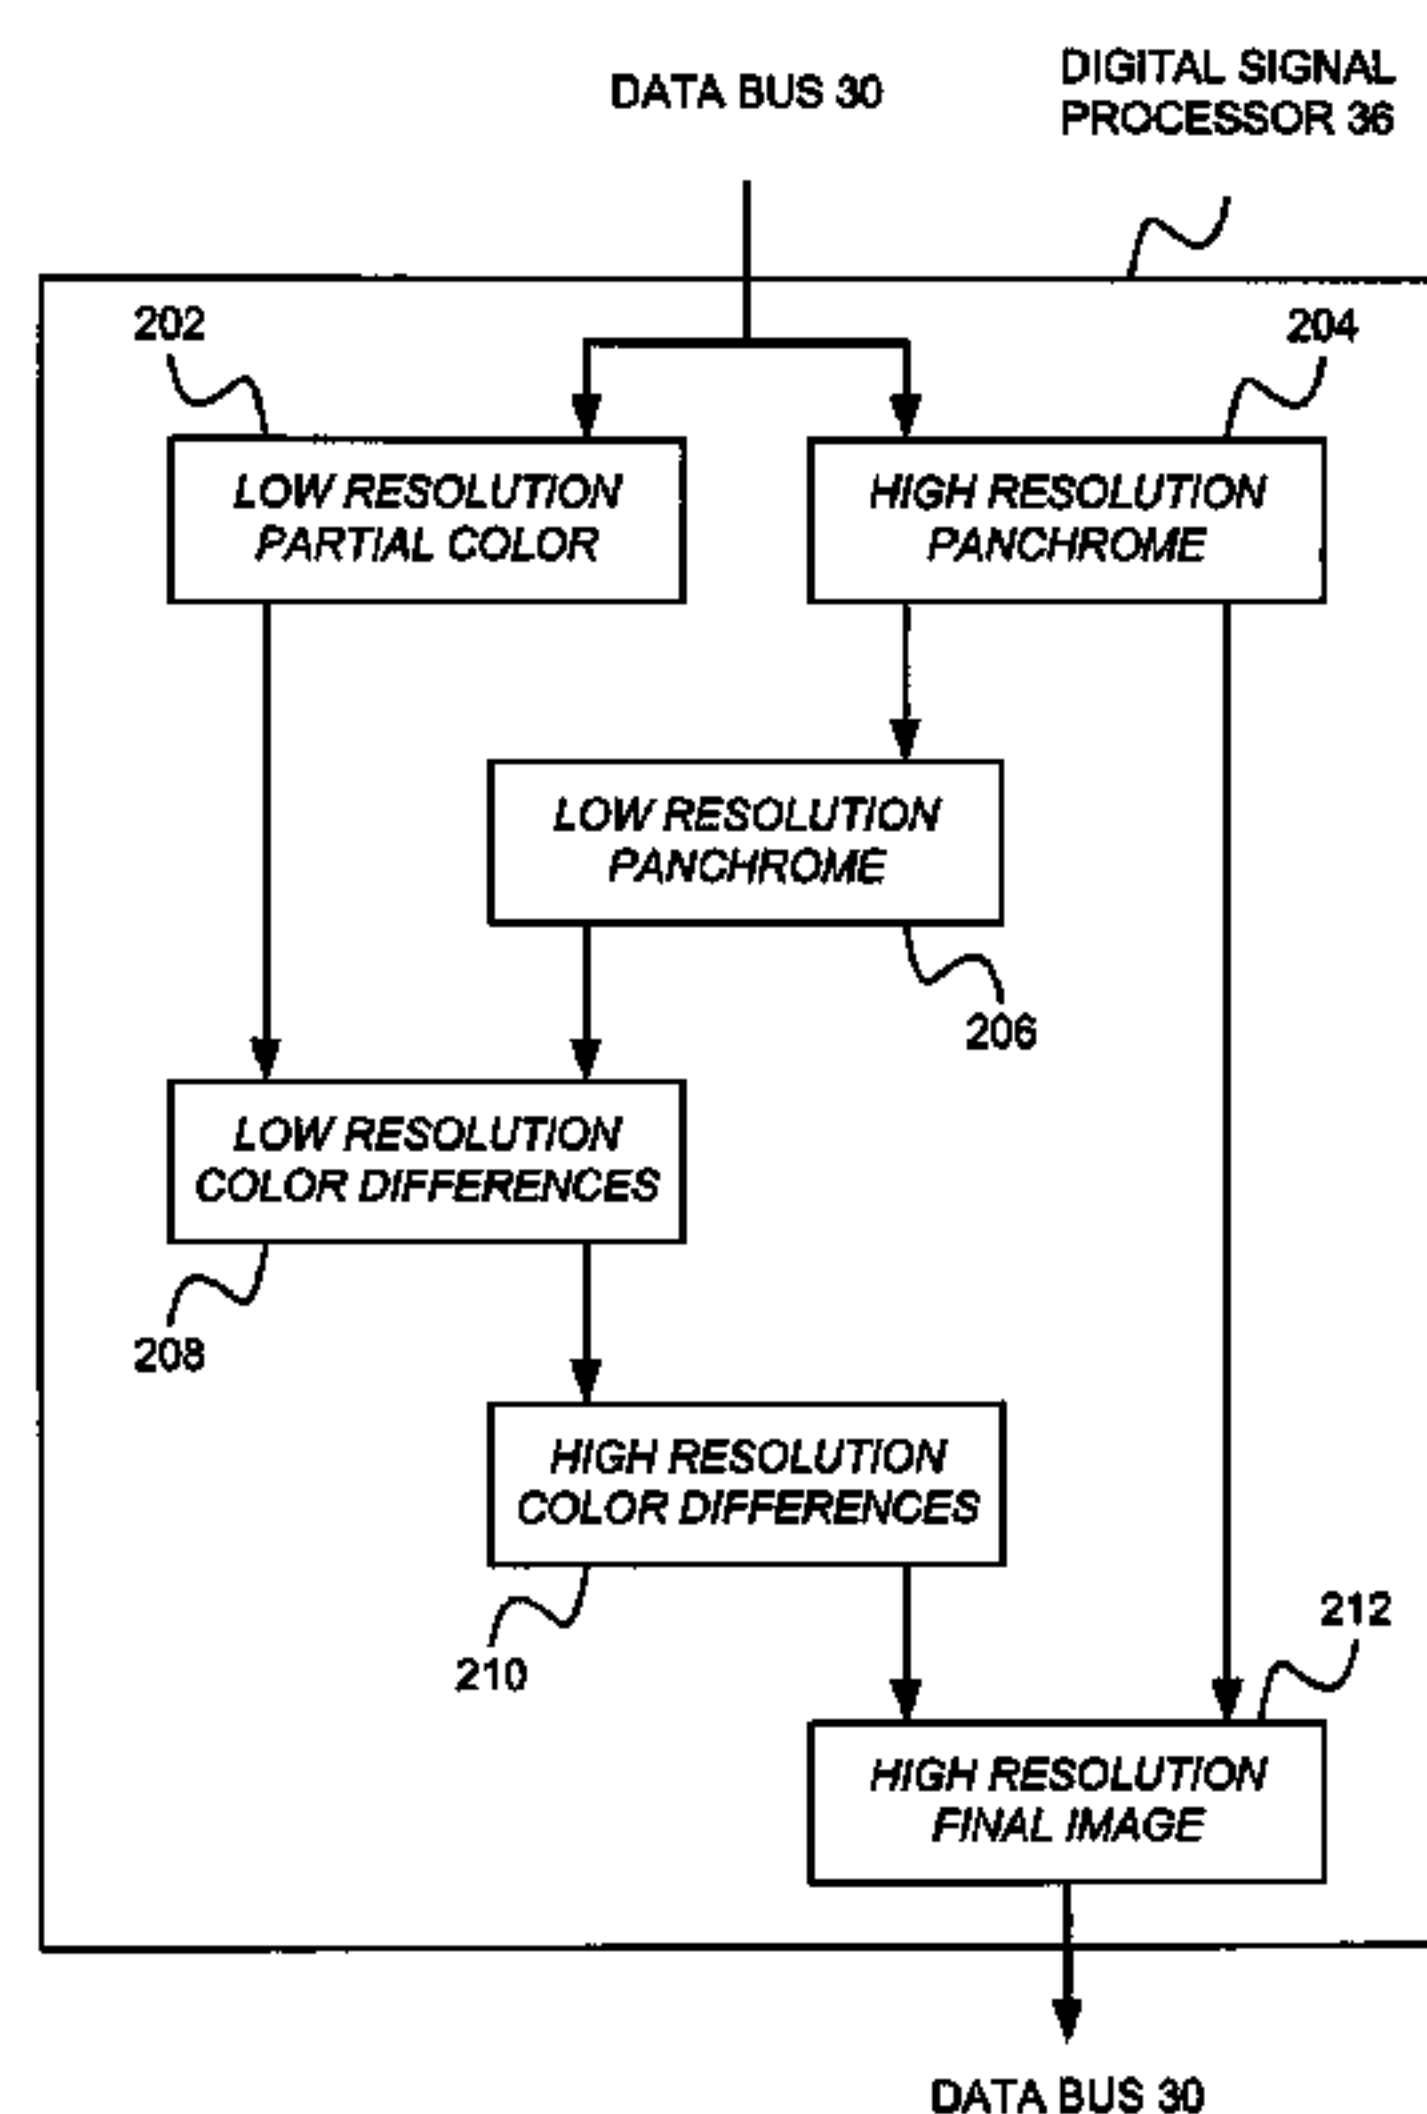 DATA BUS 30
DIGITAL SIGNAL
PROCESSOR 36
202
204
LOW RESOLUTION
PARTIAL COLOR
HIGH RESOLUTION
PANCHROME
LOW RESOLUTION
PANCHROME
206
LOW RESOLUTION
COLOR DIFFERENCES
208
HIGH RESOLUTION
COLOR DIFFERENCES
210
212
HIGH RESOLUTION
FINAL IMAGE
DATA BUS 30